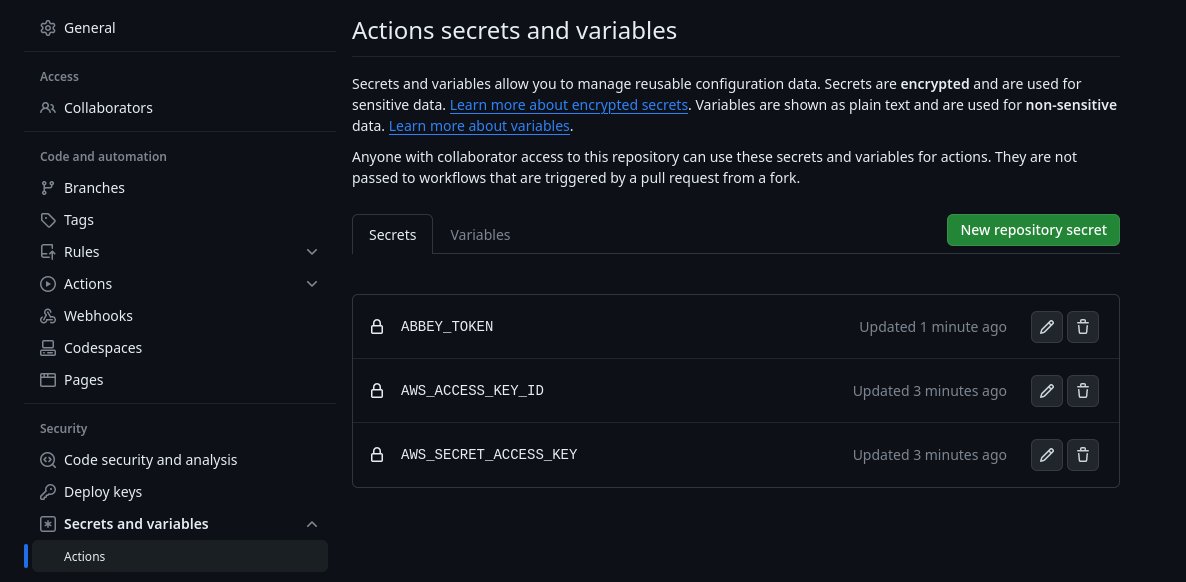 General
Access
Collaborators
Code and automation
Branches
Tags
Rules
Actions
Webhooks
Codespaces
Pages
Security
Code security and analysis
Deploy keys
Secrets and variables
Actions
Actions secrets and variables
Secrets and variables allow you to manage reusable configuration data. Secrets are encrypted and are used for
sensitive data. Learn more about encrypted secrets. Variables are shown as plain text and are used for non-sensitive
data. Learn more about variables.
Anyone with collaborator access to this repository can use these secrets and variables for actions. They are not
passed to workflows that are triggered by a pull request from a fork.
Secrets Variables New repository secret
ABBEY_TOKEN Updated 1 minute ago
AWS_ACCESS_KEY_ID Updated 3 minutes ago
AWS_SECRET_ACCESS_KEY Updated 3 minutes ago